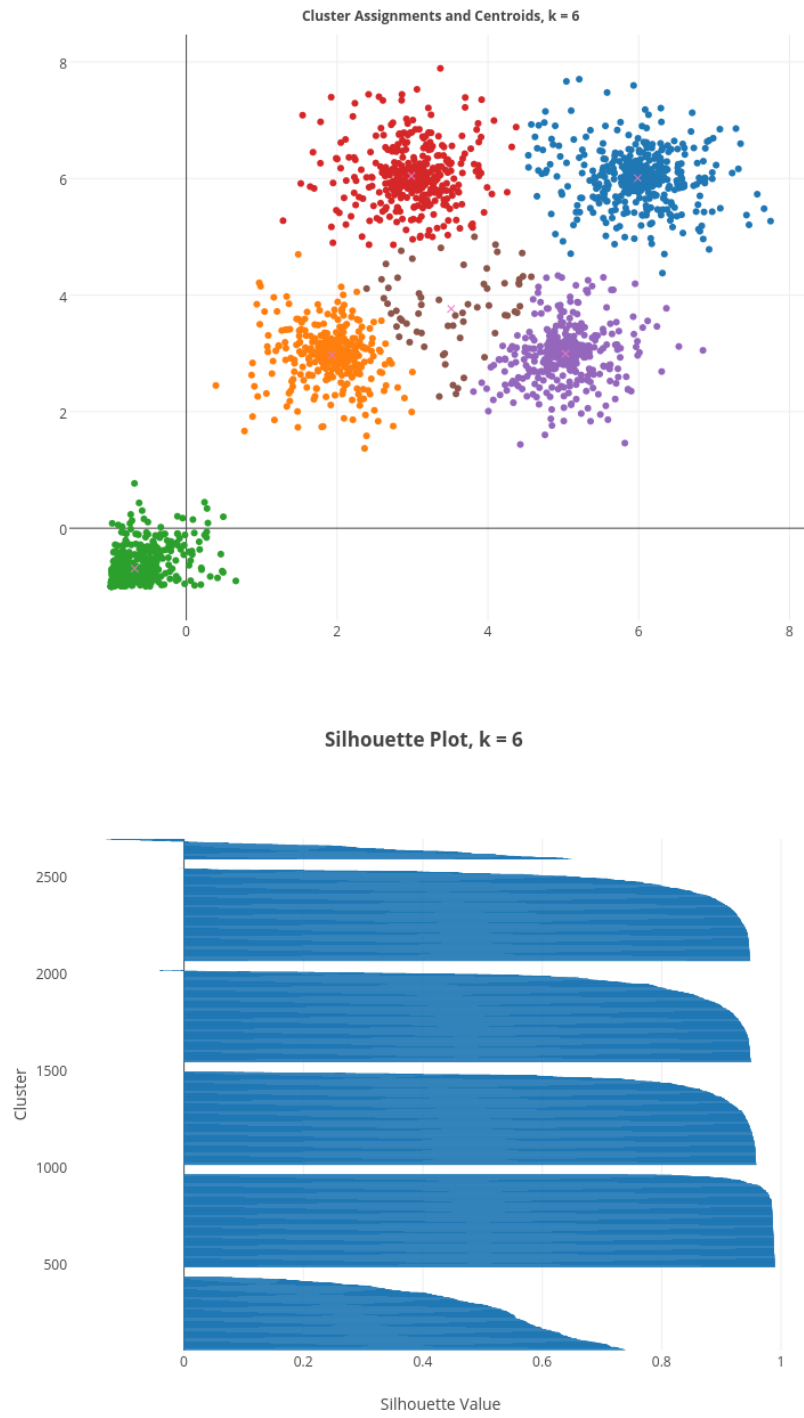 Cluster Assignments and Centroids, k = 6
8
6
4
2
0
0 2 4 6 8
Silhouette Plot, k = 6
2500
2000
1500
1000
500
Cluster
0 0.2 0.4 0.6 0.8 1
Silhouette Value